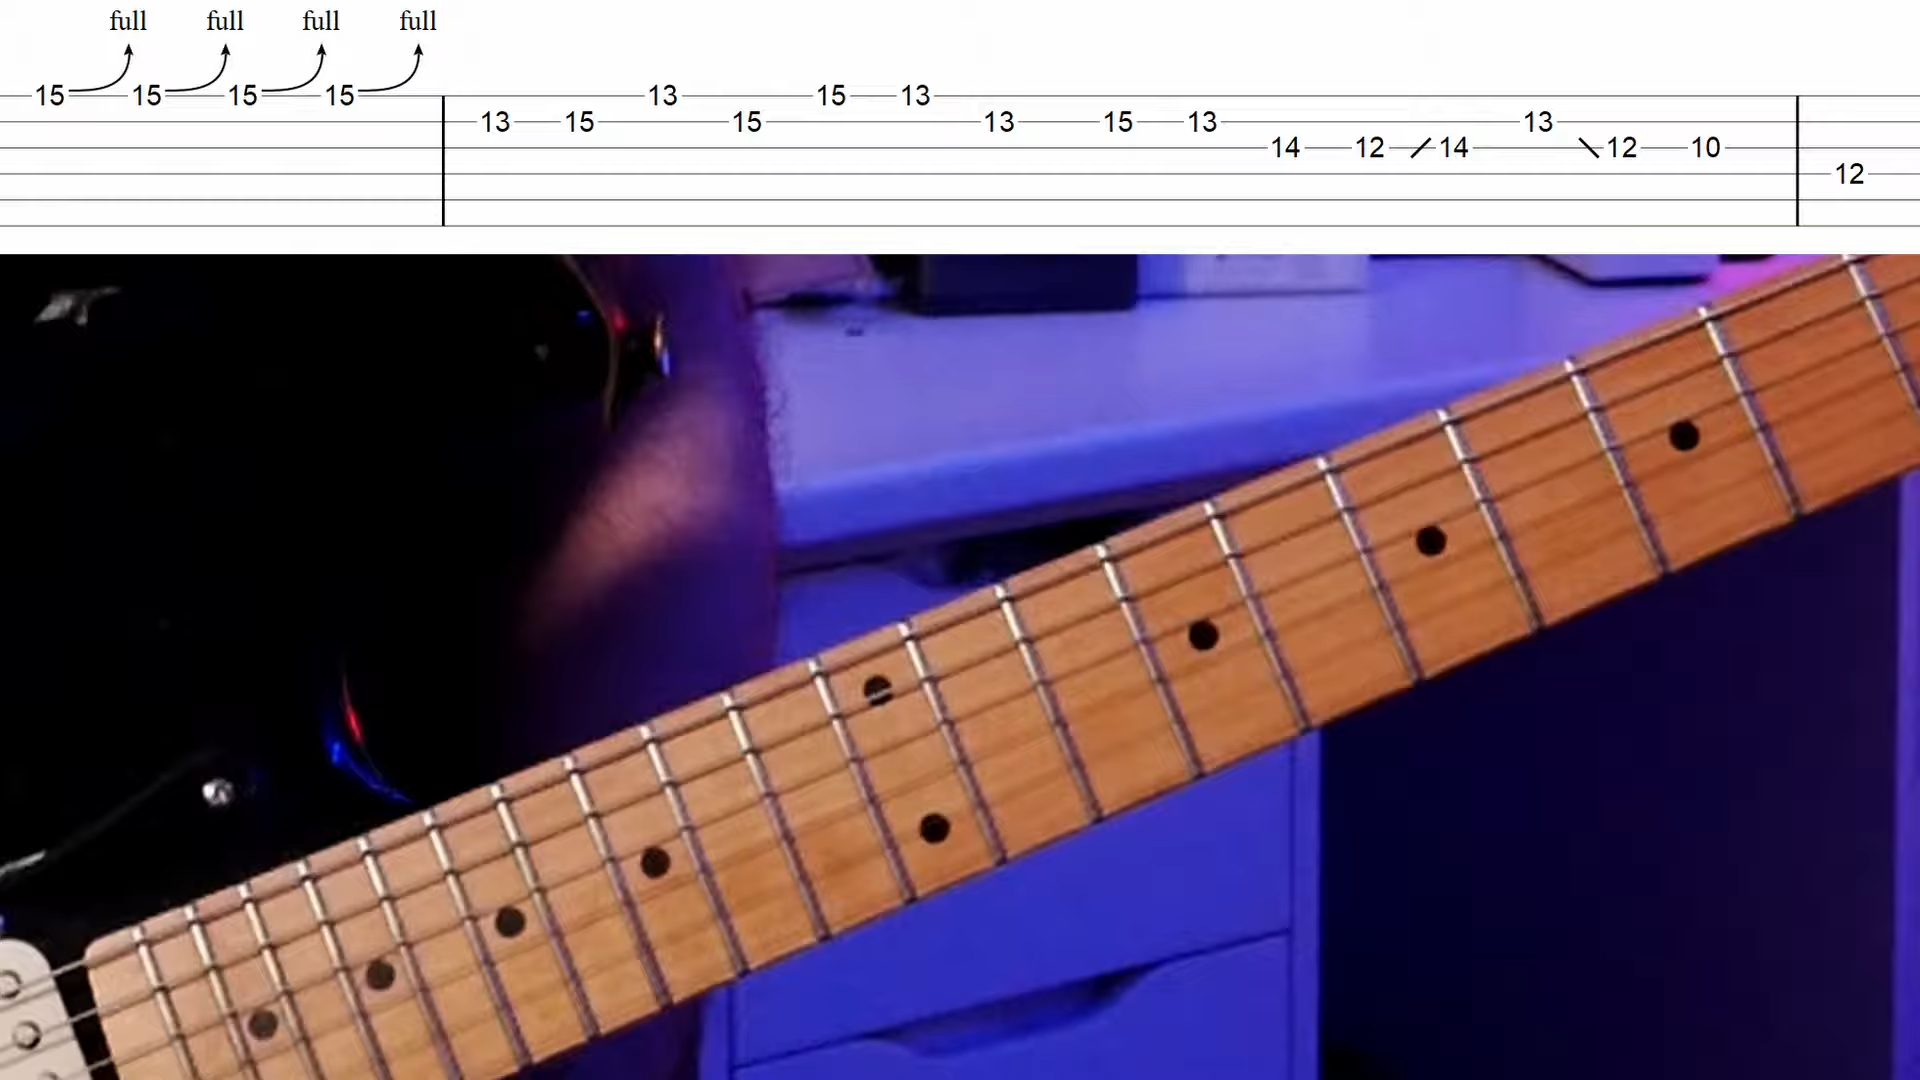 full full full full
15 15 15 15 13 15 13
13 15 15 13 15 13 13
14 12 14 12 10
12